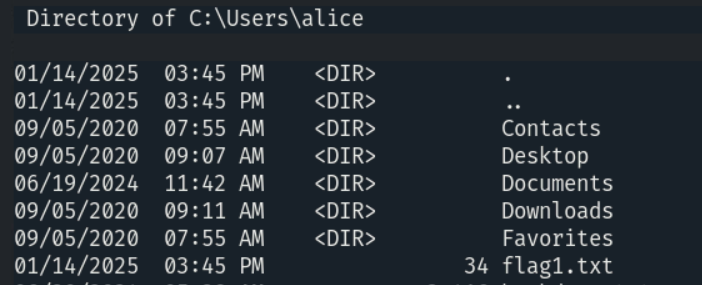 Directory of C:\Users\alice
01/14/2025  03:45 PM    <DIR>          .
01/14/2025  03:45 PM    <DIR>          ..
09/05/2020  07:55 AM    <DIR>          Contacts
09/05/2020  09:07 AM    <DIR>          Desktop
06/19/2024  11:42 AM    <DIR>          Documents
09/05/2020  09:11 AM    <DIR>          Downloads
09/05/2020  07:55 AM    <DIR>          Favorites
01/14/2025  03:45 PM                34 flag1.txt